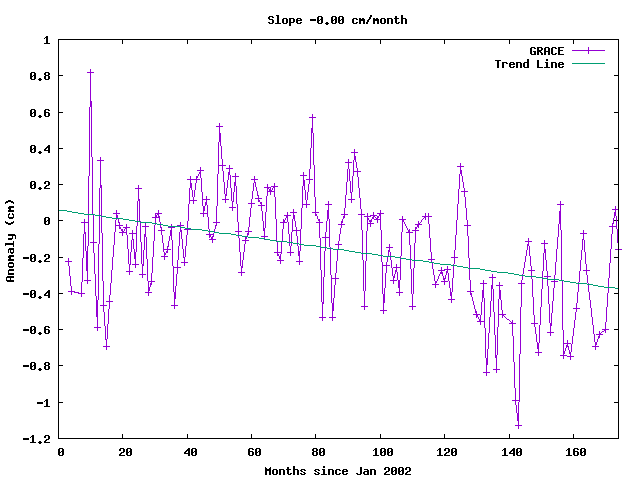 Slope -0.00 cm/month
GRACE
Trend Line
1
0.8
0.6
0.4
0.2
0
-0.2
-0.4
-0.6
-0.8
-1
-1.2
Anomaly (cm)
0 20 40 60 80 100 120 140 160
Months since Jan 2002